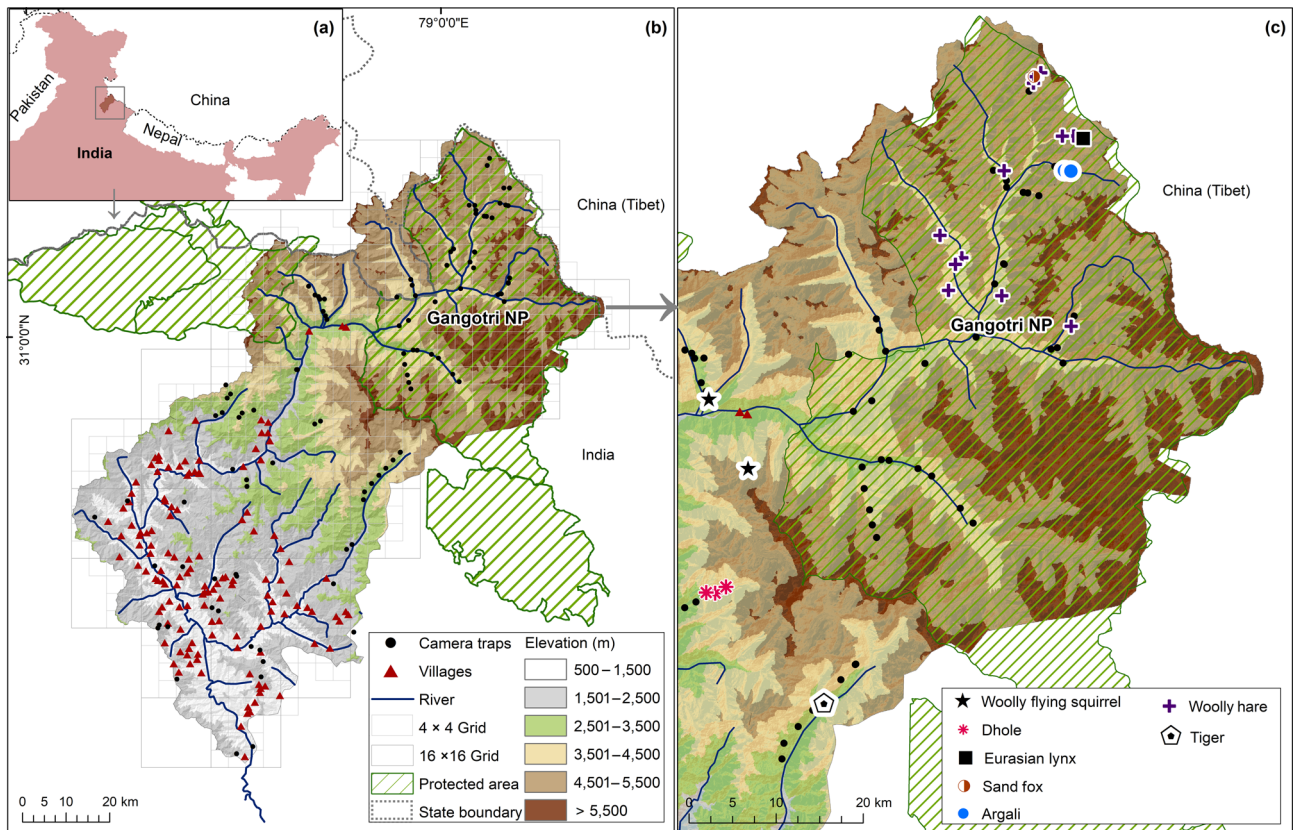 (a)
Pakistan
China
Nepal
India
79°0'0"E
(b)
China (Tibet)
31°0'0"N
Gangotri NP
India
Camera traps
Villages
River
4 × 4 Grid
16 ×16 Grid
Protected area
State boundary
Elevation (m)
500 – 1,500
1,501 – 2,500
2,501 – 3,500
3,501 – 4,500
4,501 – 5,500
> 5,500
0 5 10 20 km
(c)
China (Tibet)
Gangotri NP
Woolly flying squirrel
Dhole
Eurasian lynx
Sand fox
Argali
Woolly hare
Tiger
0 5 10 20 km